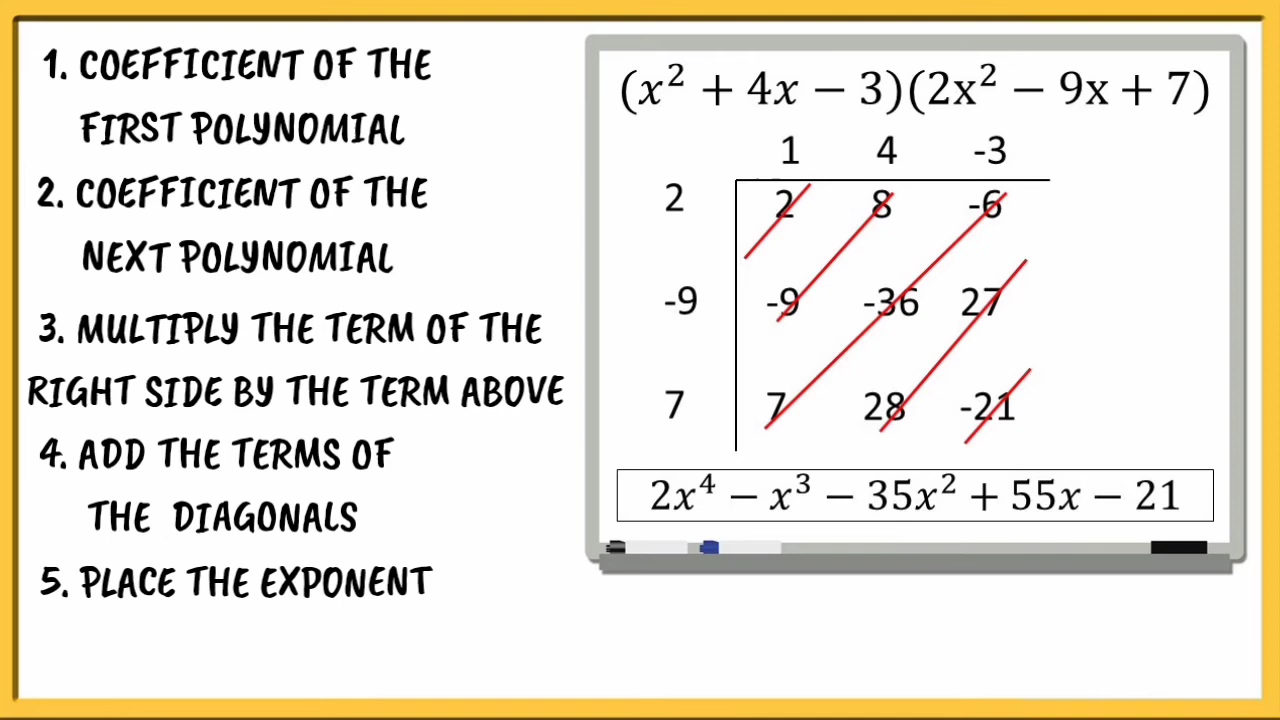 1. COEFFICIENT OF THE
FIRST POLYNOMIAL
2. COEFFICIENT OF THE
NEXT POLYNOMIAL
3. MULTIPLY THE TERM OF THE
RIGHT SIDE BY THE TERM ABOVE
4. ADD THE TERMS OF
THE DIAGONALS
5. PLACE THE EXPONENT
(x² + 4x − 3)(2x² − 9x + 7)
1 4 -3
2 2 8 -6
-9 -9 -36 27
7 7 28 -21
2x⁴ − x³ − 35x² + 55x − 21